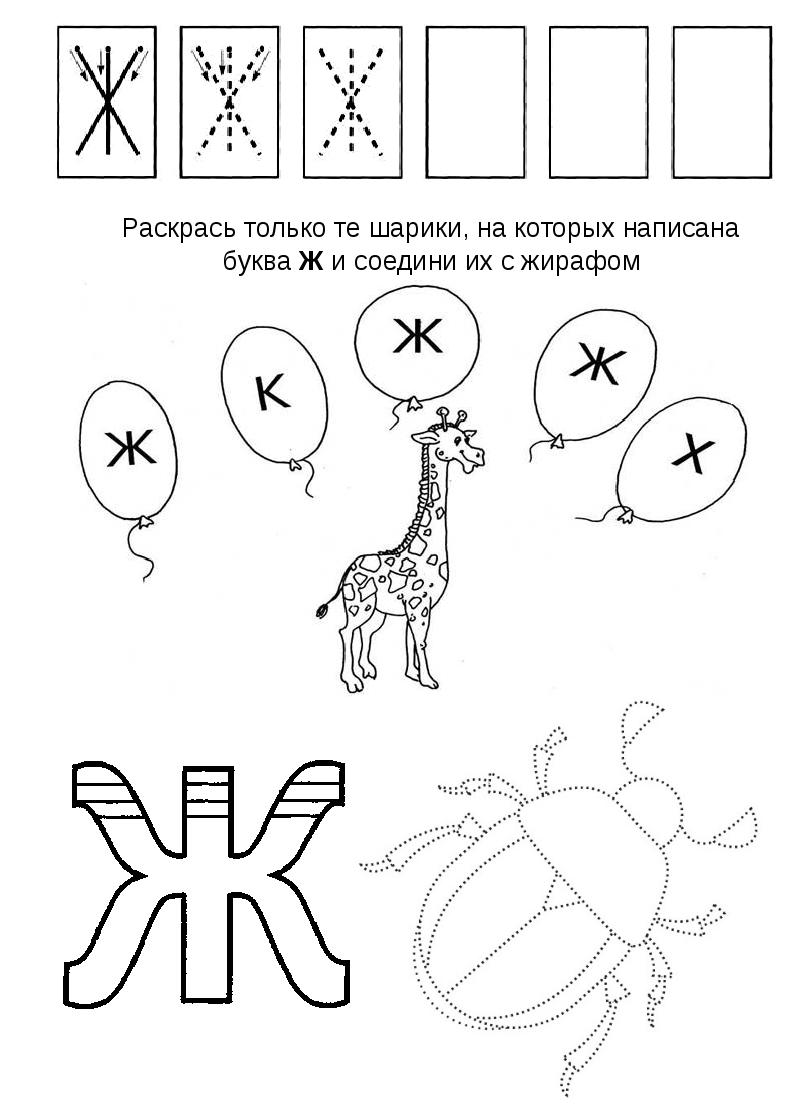 Ж
Раскрась только те шарики, на которых написана
буква Ж и соедини их с жирафом
Ж К Ж Ж Х
Ж